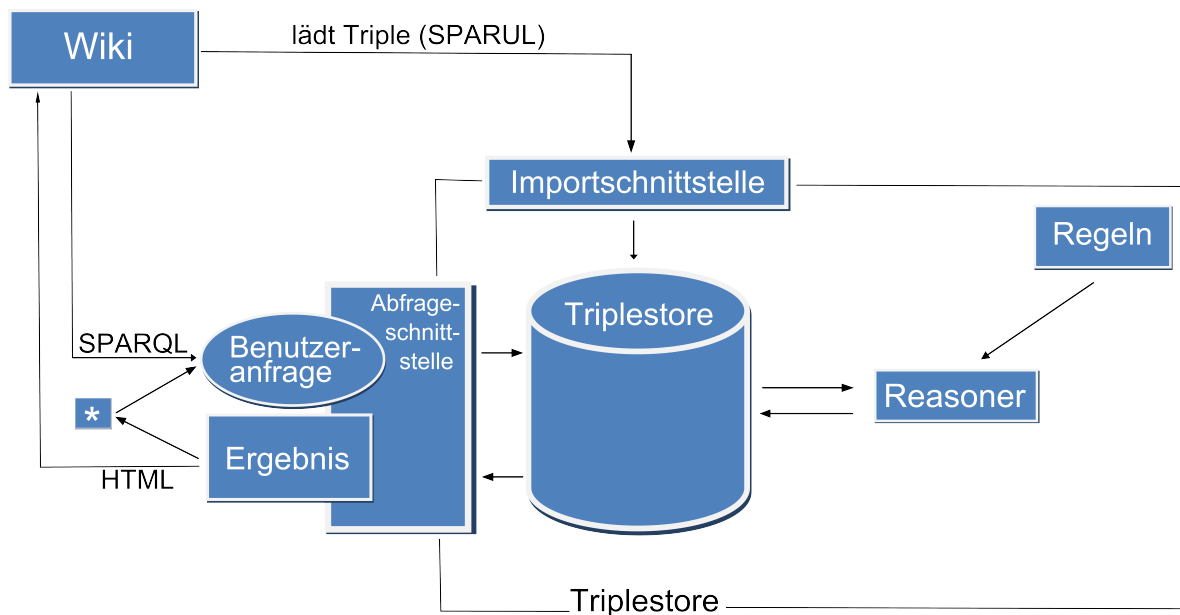 Wiki
lädt Triple (SPARUL)
Importschnittstelle
Regeln
Abfrage-
schnitt-
stelle
Triplestore
SPARQL
Benutzer-
anfrage
Reasoner
*
Ergebnis
HTML
Triplestore